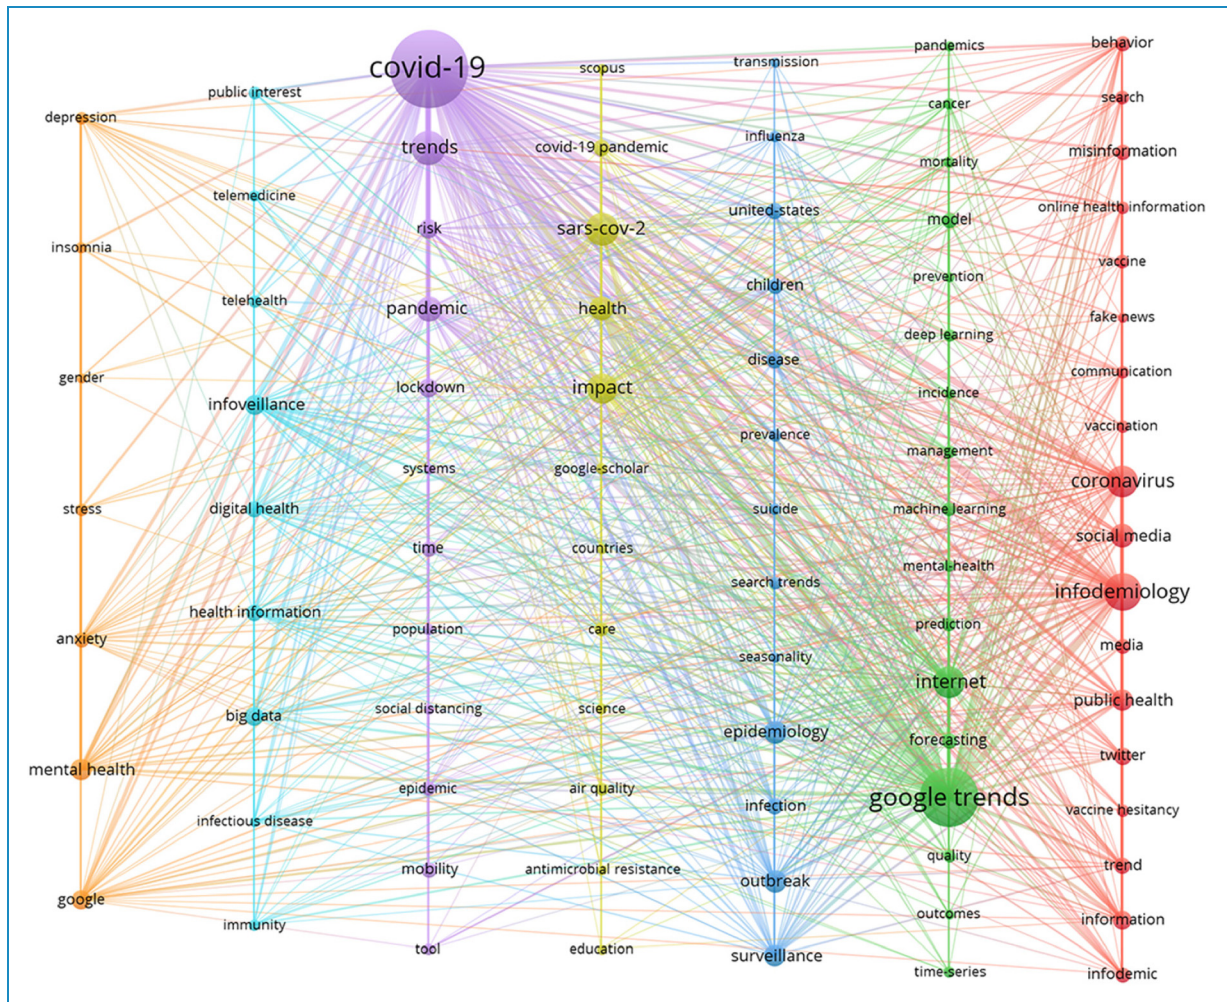 depression
insomnia
gender
stress
anxiety
mental health
google
public interest
telemedicine
telehealth
infoveillance
digital health
health information
big data
infectious disease
immunity
covid-19
trends
risk
pandemic
lockdown
systems
time
population
social distancing
epidemic
mobility
tool
scopus
covid-19 pandemic
sars-cov-2
health
impact
google-scholar
countries
care
science
air quality
antimicrobial resistance
education
transmission
influenza
united-states
children
disease
prevalence
suicide
search trends
seasonality
epidemiology
infection
outbreak
surveillance
pandemics
cancer
mortality
model
prevention
deep learning
incidence
management
machine learning
mental-health
prediction
internet
forecasting
google trends
quality
outcomes
time-series
behavior
search
misinformation
online health information
vaccine
fake news
communication
vaccination
coronavirus
social media
infodemiology
media
public health
twitter
vaccine hesitancy
trend
information
infodemic